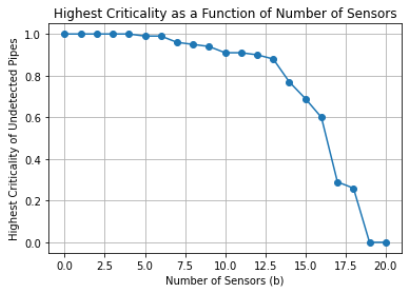 Highest Criticality as a Function of Number of Sensors
Highest Criticality of Undetected Pipes
1.0
0.8
0.6
0.4
0.2
0.0
0.0 2.5 5.0 7.5 10.0 12.5 15.0 17.5 20.0
Number of Sensors (b)